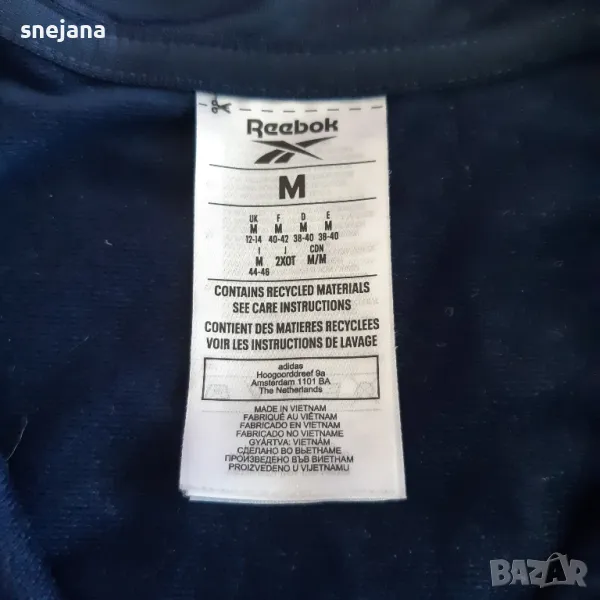 snejana
Reebok
M
UK F D E
M M M M
12-14 40-42 38-40 38-40
I J CDN
M 2XOT M/M
44-46
CONTAINS RECYCLED MATERIALS
SEE CARE INSTRUCTIONS
CONTIENT DES MATIERES RECYCLEES
VOIR LES INSTRUCTIONS DE LAVAGE
adidas
Hoogoorddreef 9a
Amsterdam 1101 BA
The Netherlands
MADE IN VIETNAM
FABRIQUÉ AU VIÊTNAM
FABRICADO EN VIETNAM
FABRICADO NO VIETNAME
GYÁRTVA: VIETNAM
СДЕЛАНО ВО ВЬЕТНАМЕ
ПРОИЗВЕДЕНО ВЪВ ВИЕТНАМ
PROIZVEDENO U VIJETNAMU
BAZAR